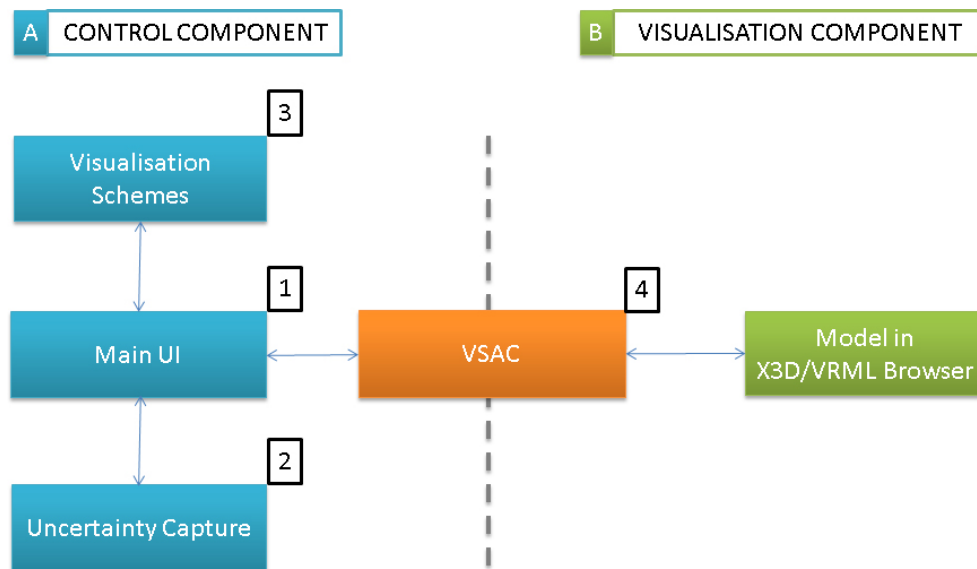 A CONTROL COMPONENT
B VISUALISATION COMPONENT
3
Visualisation
Schemes
1
Main UI
4
VSAC
Model in
X3D/VRML Browser
2
Uncertainty Capture